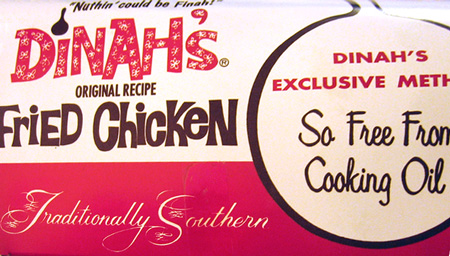 "Nuthin' could be Finah!"
DiNAH'S®
ORIGINAL RECIPE
FRiED CHicKEN
Traditionally Southern
DINAH'S
EXCLUSIVE METH
So Free From
Cooking Oil